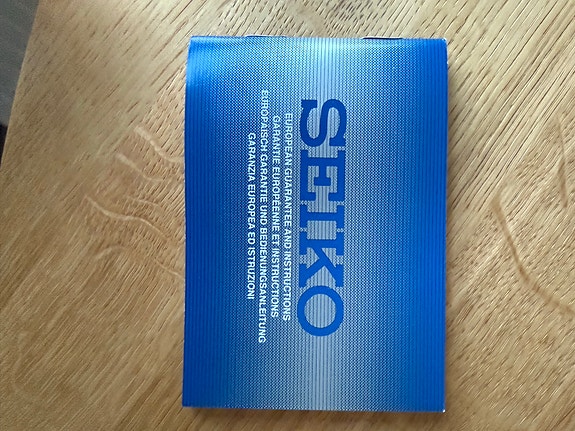 SEIKO
EUROPEAN GUARANTEE AND INSTRUCTIONS
GARANTIE EUROPÉENNE ET INSTRUCTIONS
EUROPÄISCH GARANTIE UND BEDIENUNGSANLEITUNG
GARANZIA EUROPEA ED ISTRUZIONI